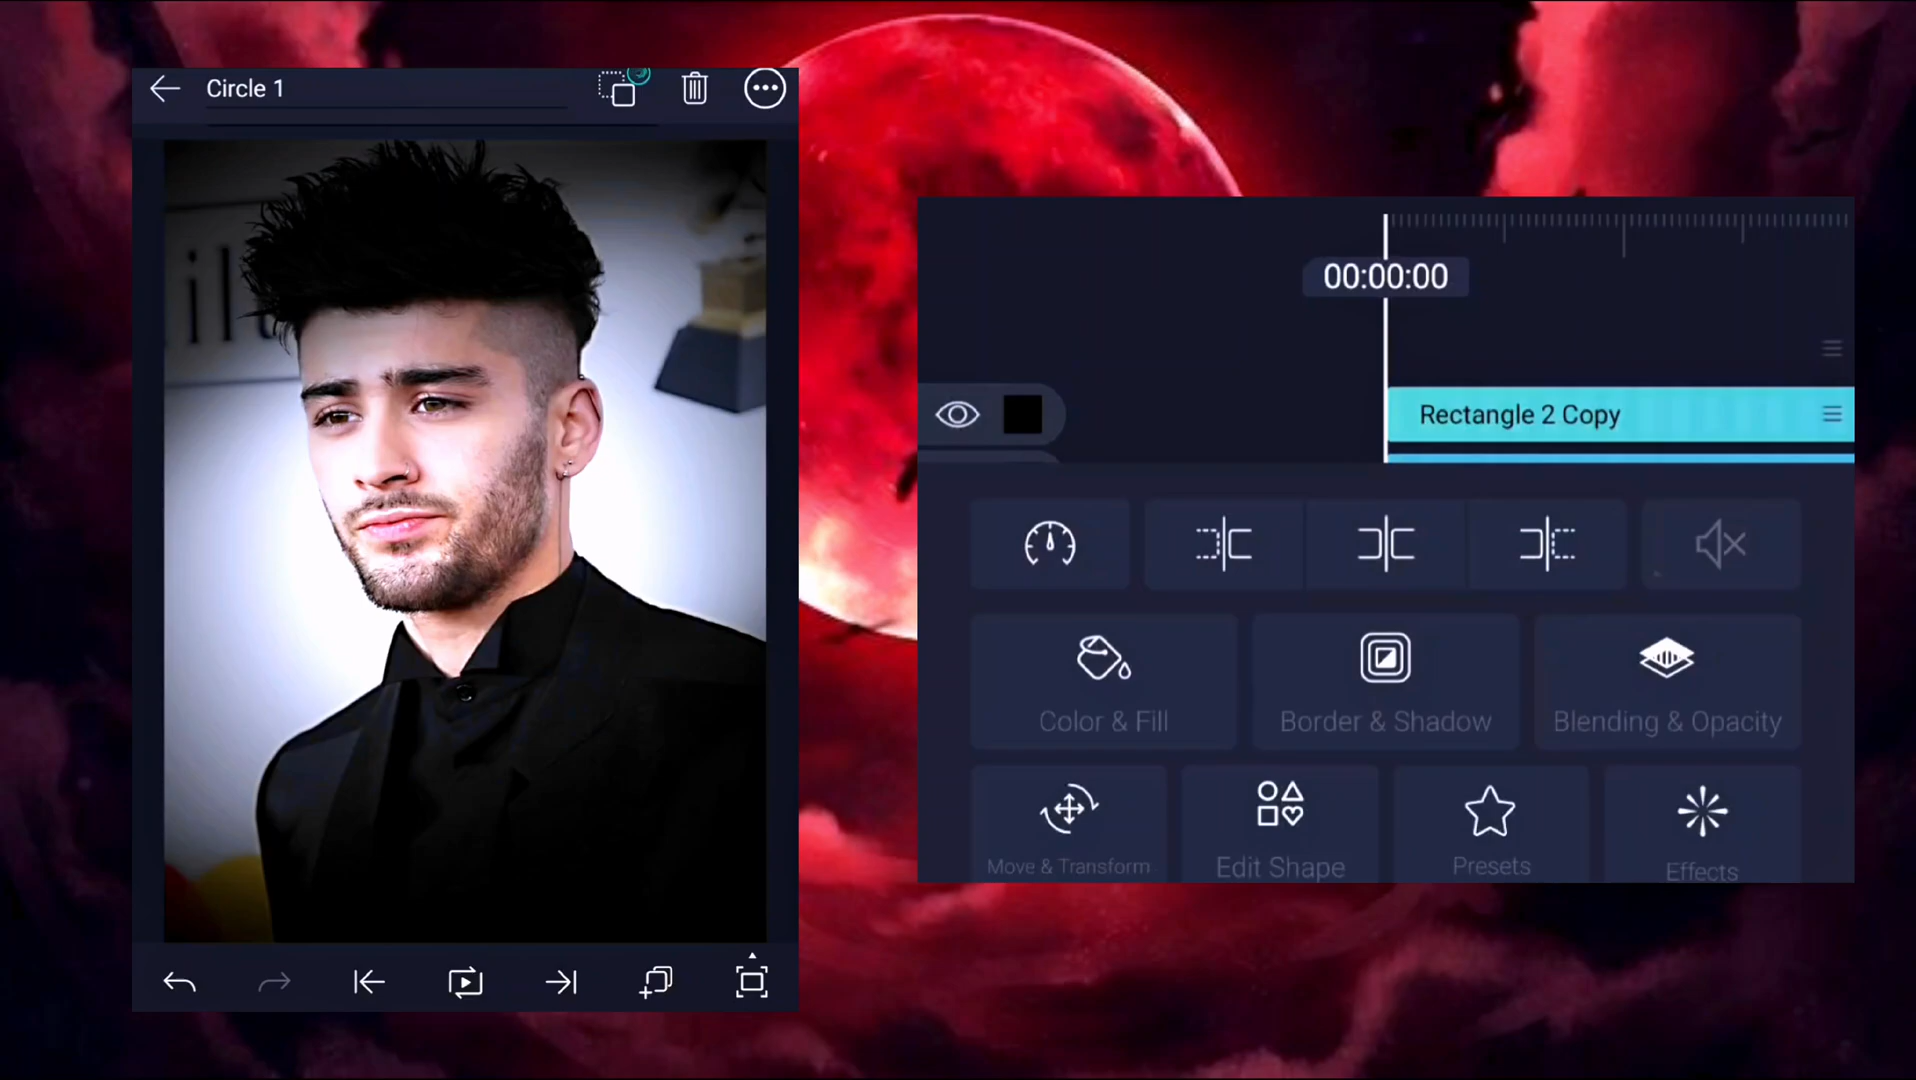 Circle 1
il
00:00:00
Rectangle 2 Copy
Color & Fill
Border & Shadow
Blending & Opacity
Move & Transform
Edit Shape
Presets
Effects